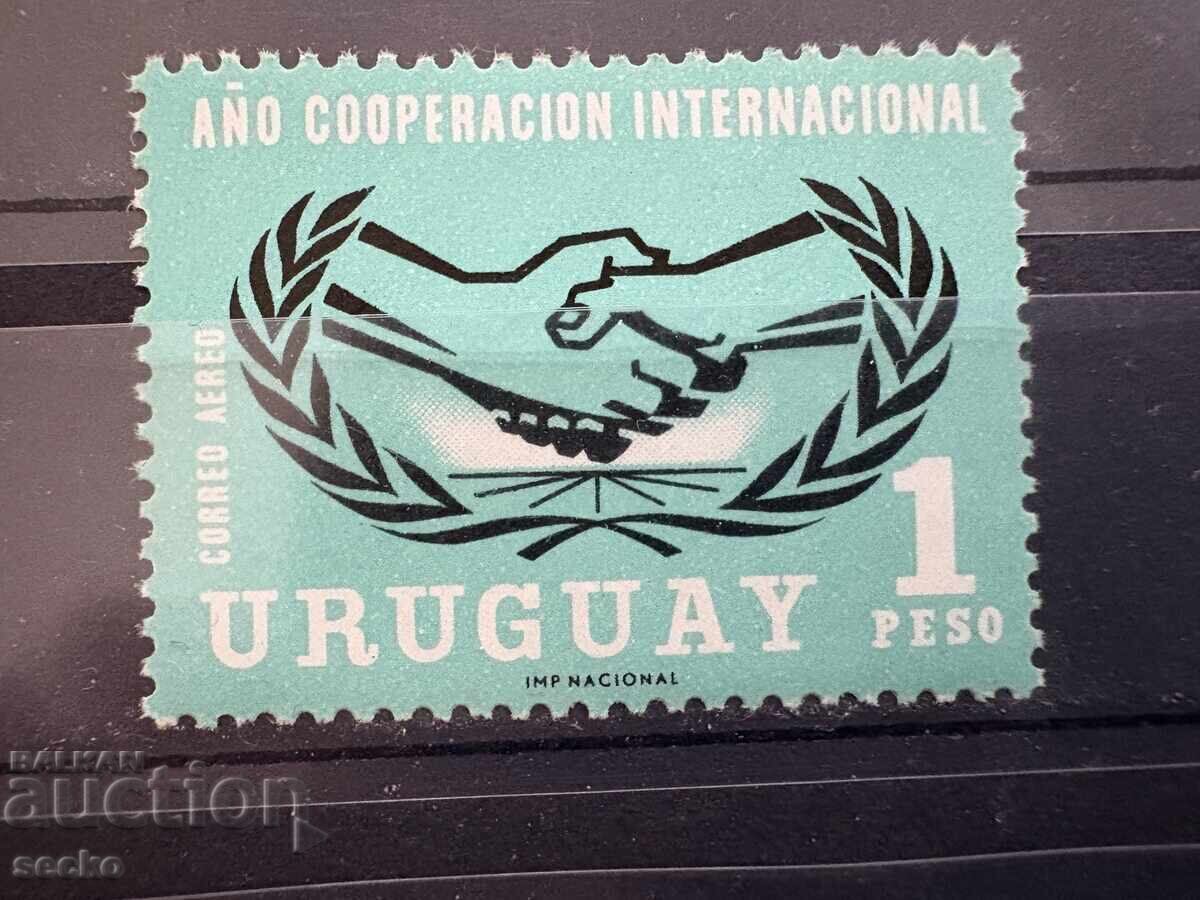 AÑO COOPERACION INTERNACIONAL
CORREO AEREO
1
URUGUAY
PESO
IMP NACIONAL
BALKAN
auction
secko